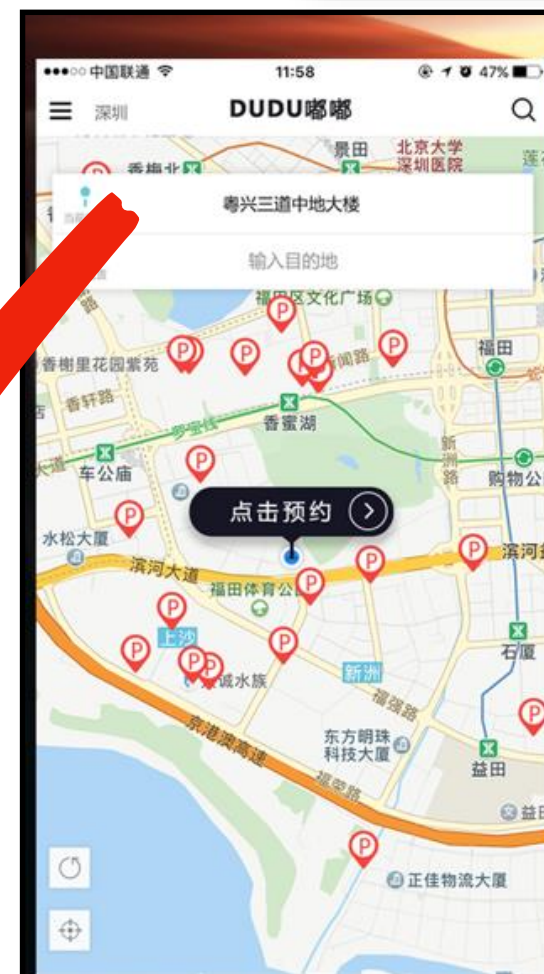 中国联通
11:58
47%
深圳
DUDU嘟嘟
景田
北京大学
深圳医院
香梅北
粤兴三道中地大楼
输入目的地
福田区文化广场
新闻路
福田
香榭里花园紫苑
香轩路
香蜜湖
多宝线
新洲路
车公庙
购物公
点击预约
水松大厦
滨河大道
福田体育公
上沙
石厦
新洲
诚水族
福强路
京港澳高速
东方明珠
科技大厦
益田
福荣路
正佳物流大厦